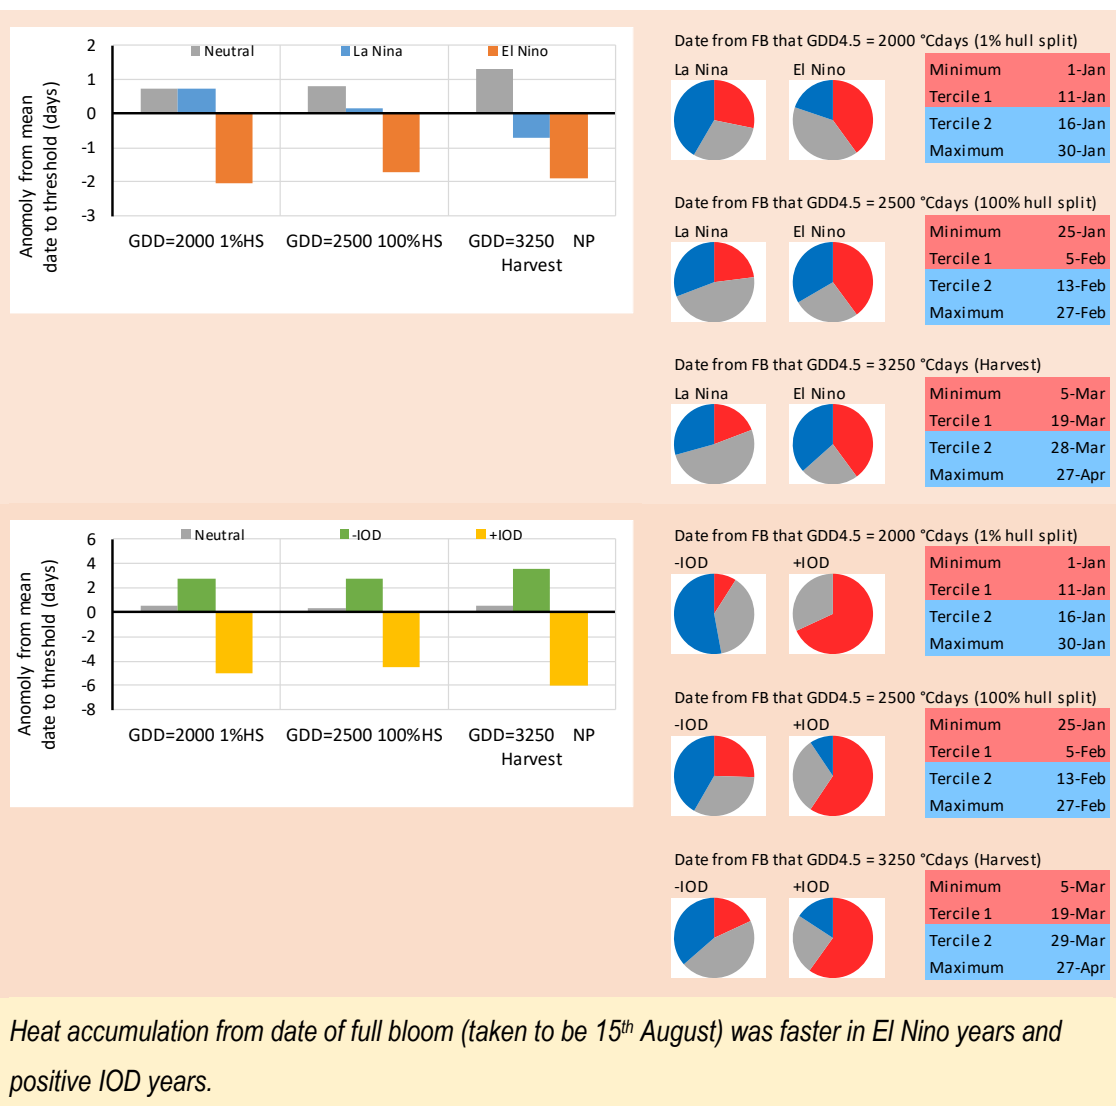 2
1
0
-1
-2
-3
Anomoly from mean
date to threshold (days)
Neutral
La Nina
El Nino
GDD=2000 1%HS
GDD=2500 100%HS
GDD=3250 NP
Harvest
Date from FB that GDD4.5 = 2000 °Cdays (1% hull split)
La Nina
El Nino
Minimum 1-Jan
Tercile 1 11-Jan
Tercile 2 16-Jan
Maximum 30-Jan
Date from FB that GDD4.5 = 2500 °Cdays (100% hull split)
La Nina
El Nino
Minimum 25-Jan
Tercile 1 5-Feb
Tercile 2 13-Feb
Maximum 27-Feb
Date from FB that GDD4.5 = 3250 °Cdays (Harvest)
La Nina
El Nino
Minimum 5-Mar
Tercile 1 19-Mar
Tercile 2 28-Mar
Maximum 27-Apr
6
4
2
0
-2
-4
-6
-8
Anomoly from mean
date to threshold (days)
Neutral
-IOD
+IOD
GDD=2000 1%HS
GDD=2500 100%HS
GDD=3250 NP
Harvest
Date from FB that GDD4.5 = 2000 °Cdays (1% hull split)
-IOD
+IOD
Minimum 1-Jan
Tercile 1 11-Jan
Tercile 2 16-Jan
Maximum 30-Jan
Date from FB that GDD4.5 = 2500 °Cdays (100% hull split)
-IOD
+IOD
Minimum 25-Jan
Tercile 1 5-Feb
Tercile 2 13-Feb
Maximum 27-Feb
Date from FB that GDD4.5 = 3250 °Cdays (Harvest)
-IOD
+IOD
Minimum 5-Mar
Tercile 1 19-Mar
Tercile 2 29-Mar
Maximum 27-Apr
Heat accumulation from date of full bloom (taken to be 15th August) was faster in El Nino years and
positive IOD years.